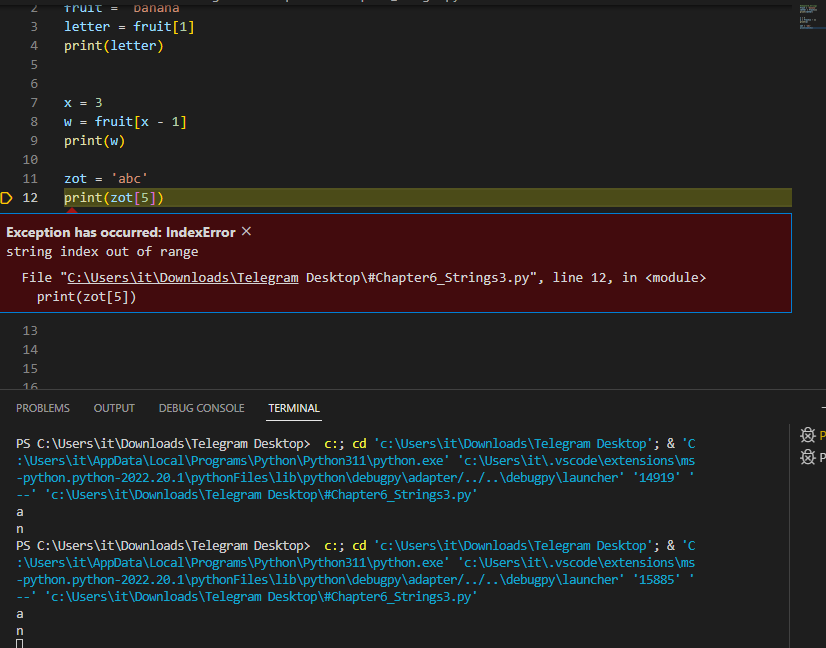 2 fruit = 'banana'
3 letter = fruit[1]
4 print(letter)
5
6
7 x = 3
8 w = fruit[x - 1]
9 print(w)
10
11 zot = 'abc'
12 print(zot[5])
Exception has occurred: IndexError ×
string index out of range
File "C:\Users\it\Downloads\Telegram Desktop\#Chapter6_Strings3.py", line 12, in <module>
print(zot[5])
13
14
15
16
PROBLEMS OUTPUT DEBUG CONSOLE TERMINAL
PS C:\Users\it\Downloads\Telegram Desktop>  c:; cd 'c:\Users\it\Downloads\Telegram Desktop'; & 'C
:\Users\it\AppData\Local\Programs\Python\Python311\python.exe' 'c:\Users\it\.vscode\extensions\ms
-python.python-2022.20.1\pythonFiles\lib\python\debugpy\adapter/../..\debugpy\launcher' '14919' '
--' 'c:\Users\it\Downloads\Telegram Desktop\#Chapter6_Strings3.py'
a
n
PS C:\Users\it\Downloads\Telegram Desktop>  c:; cd 'c:\Users\it\Downloads\Telegram Desktop'; & 'C
:\Users\it\AppData\Local\Programs\Python\Python311\python.exe' 'c:\Users\it\.vscode\extensions\ms
-python.python-2022.20.1\pythonFiles\lib\python\debugpy\adapter/../..\debugpy\launcher' '15885' '
--' 'c:\Users\it\Downloads\Telegram Desktop\#Chapter6_Strings3.py'
a
n